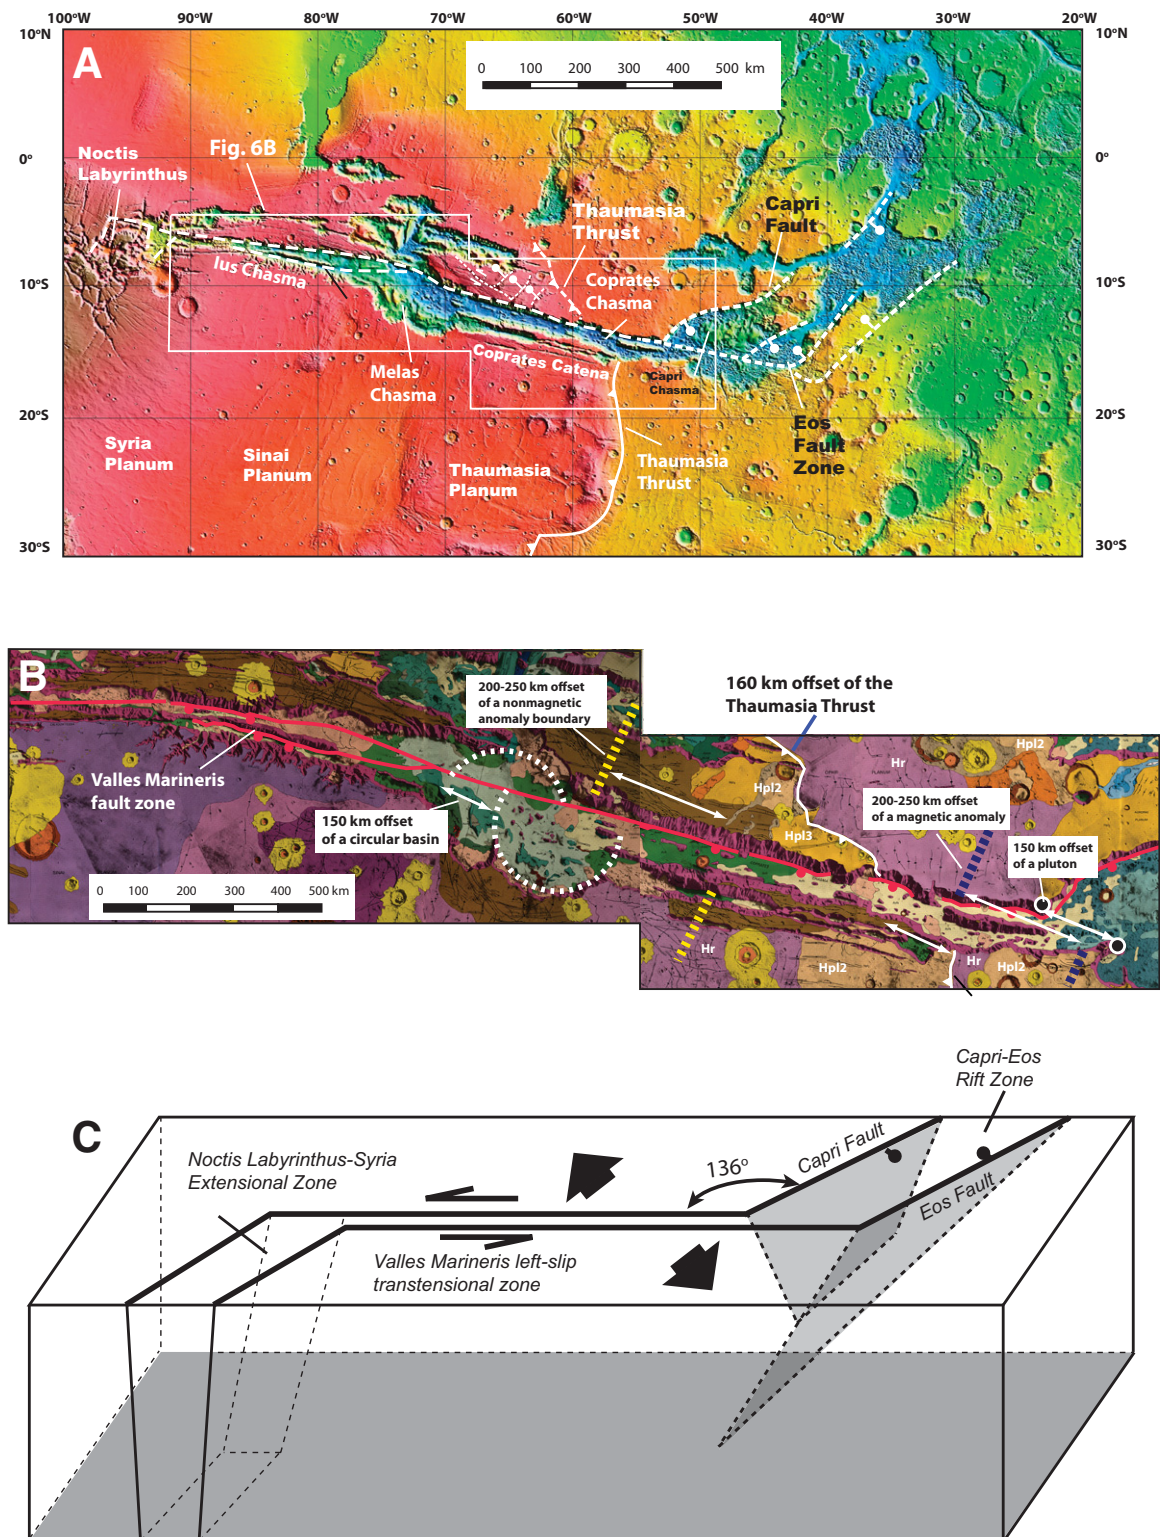 100°W 90°W 80°W 70°W 60°W 50°W 40°W 30°W 20°W
10°N 10°N
A
0 100 200 300 400 500 km
Noctis
Labyrinthus
Fig. 6B
0° 0°
Thaumasia
Thrust
Capri
Fault
Ius Chasma
Coprates
Chasma
10°S 10°S
Melas
Chasma
Coprates Catena
Capri
Chasma
20°S 20°S
Syria
Planum
Sinai
Planum
Thaumasia
Planum
Thaumasia
Thrust
Eos
Fault
Zone
30°S 30°S
B
200-250 km offset
of a nonmagnetic
anomaly boundary
160 km offset of the
Thaumasia Thrust
Hpl2
Hr
Valles Marineris
fault zone
150 km offset
of a circular basin
Hpl2
Hpl3
200-250 km offset
of a magnetic anomaly
150 km offset
of a pluton
0 100 200 300 400 500 km
Hr
Hpl2
Hr
Hpl2
Capri-Eos
Rift Zone
C
Noctis Labyrinthus-Syria
Extensional Zone
136°
Capri Fault
Eos Fault
Valles Marineris left-slip
transtensional zone